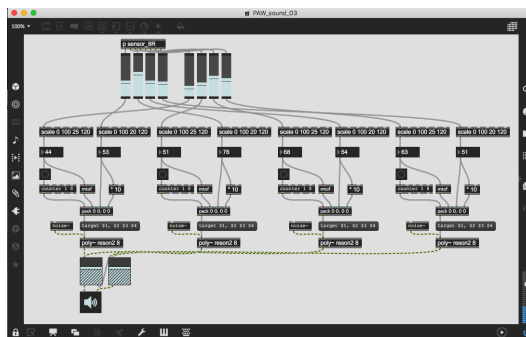 PAW_sound_03
100%
p sensor_8R
scale 0 100 25 120
scale 0 100 20 120
scale 0 100 25 120
scale 0 100 20 120
scale 0 100 25 120
scale 0 100 20 120
scale 0 100 25 120
scale 0 100 20 120
44
53
51
76
68
54
63
51
counter 1 8
mtof
* 10
counter 1 8
mtof
* 10
counter 1 8
mtof
* 10
counter 1 8
mtof
* 10
pack 0 0. 0 0
pack 0 0. 0 0
pack 0 0. 0 0
pack 0 0. 0 0
noise~
target $1, $2 $3 $4
noise~
target $1, $2 $3 $4
noise~
target $1, $2 $3 $4
noise~
target $1, $2 $3 $4
poly~ reson2 8
poly~ reson2 8
poly~ reson2 8
poly~ reson2 8